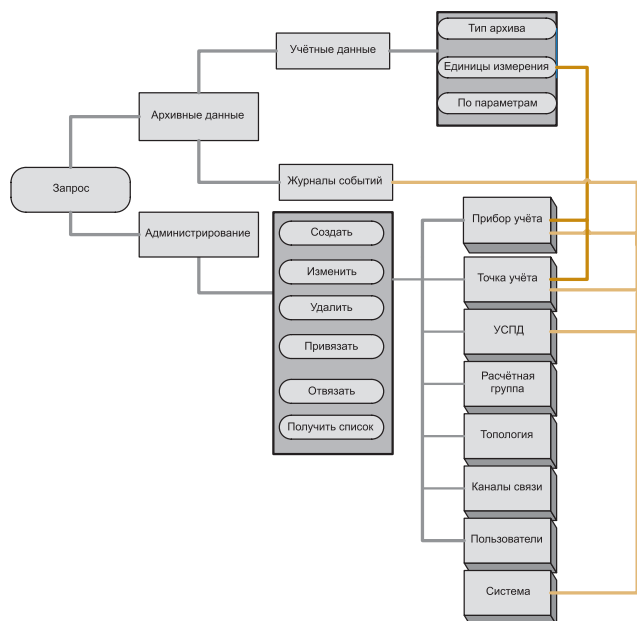 Учётные данные
Тип архива
Единицы измерения
По параметрам
Архивные данные
Запрос
Журналы событий
Администрирование
Создать
Изменить
Удалить
Привязать
Отвязать
Получить список
Прибор учёта
Точка учёта
УСПД
Расчётная
группа
Топология
Каналы связи
Пользователи
Система